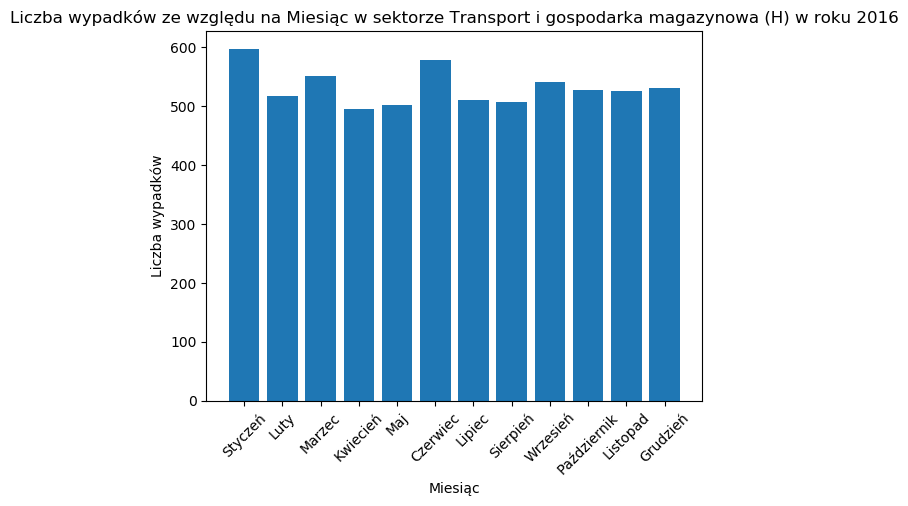 Liczba wypadków ze względu na Miesiąc w sektorze Transport i gospodarka magazynowa (H) w roku 2016
600
500
400
300
200
100
0
Liczba wypadków
Styczeń
Luty
Marzec
Kwiecień
Maj
Czerwiec
Lipiec
Sierpień
Wrzesień
Październik
Listopad
Grudzień
Miesiąc